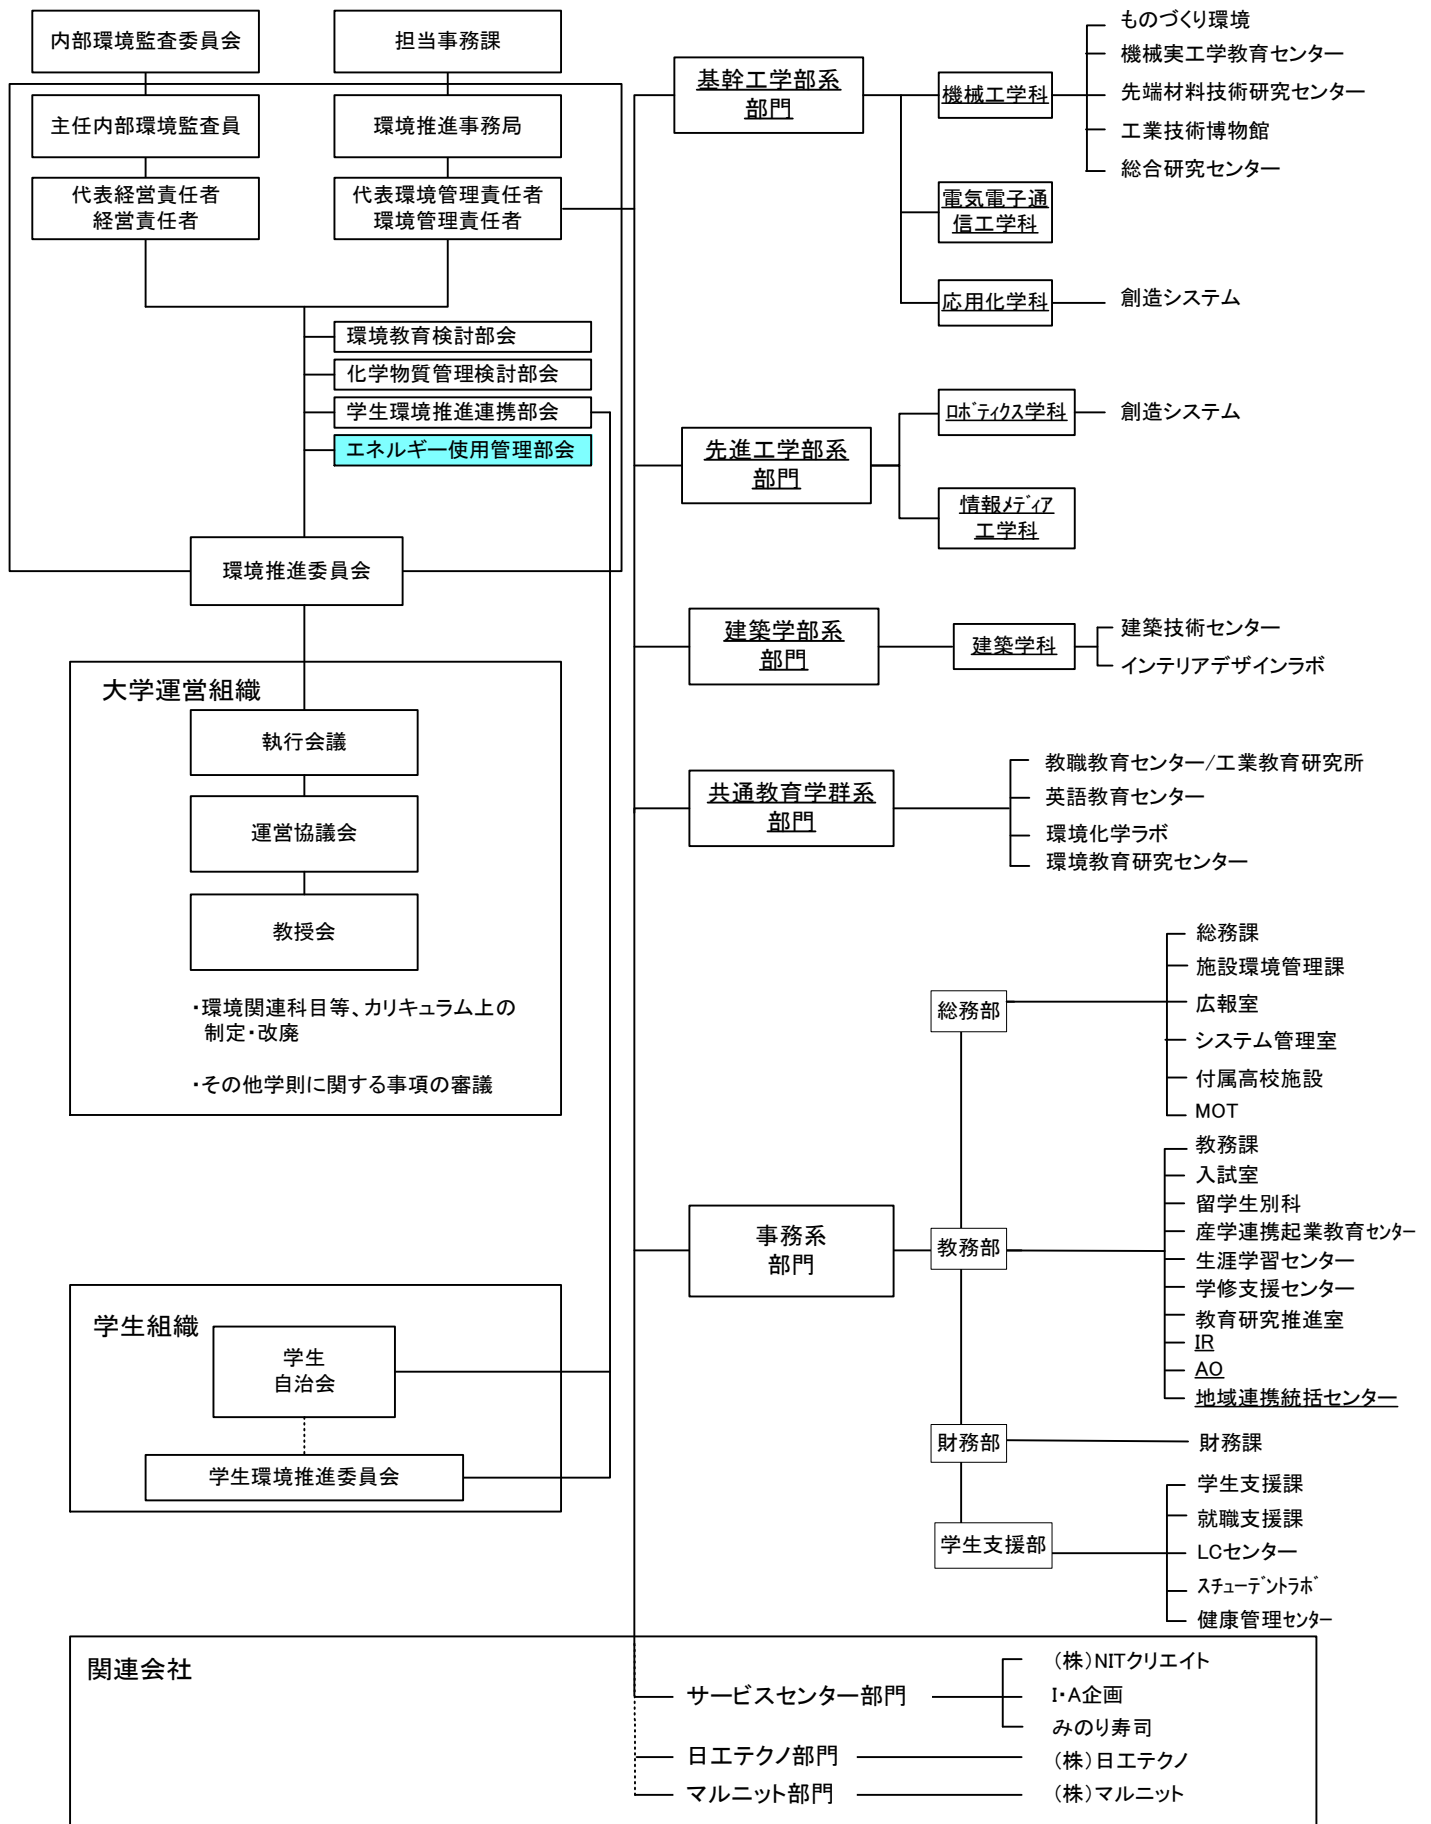 内部環境監査委員会
担当事務課
主任内部環境監査員
環境推進事務局
代表経営責任者
経営責任者
代表環境管理責任者
環境管理責任者
環境教育検討部会
化学物質管理検討部会
学生環境推進連携部会
エネルギー使用管理部会
環境推進委員会
大学運営組織
執行会議
運営協議会
教授会
・環境関連科目等、カリキュラム上の
制定・改廃
・その他学則に関する事項の審議
学生組織
学生
自治会
学生環境推進委員会
基幹工学部系
部門
機械工学科
ものづくり環境
機械実工学教育センター
先端材料技術研究センター
工業技術博物館
総合研究センター
電気電子通
信工学科
応用化学科
創造システム
先進工学部系
部門
ロボティクス学科
創造システム
情報メディア
工学科
建築学部系
部門
建築学科
建築技術センター
インテリアデザインラボ
共通教育学群系
部門
教職教育センター/工業教育研究所
英語教育センター
環境化学ラボ
環境教育研究センター
事務系
部門
総務部
総務課
施設環境管理課
広報室
システム管理室
付属高校施設
MOT
教務部
教務課
入試室
留学生別科
産学連携起業教育センター
生涯学習センター
学修支援センター
教育研究推進室
IR
AO
地域連携統括センター
財務部
財務課
学生支援部
学生支援課
就職支援課
LCセンター
スチューデントラボ
健康管理センター
関連会社
サービスセンター部門
(株)NITクリエイト
I・A企画
みのり寿司
日工テクノ部門
(株)日工テクノ
マルニット部門
(株)マルニット